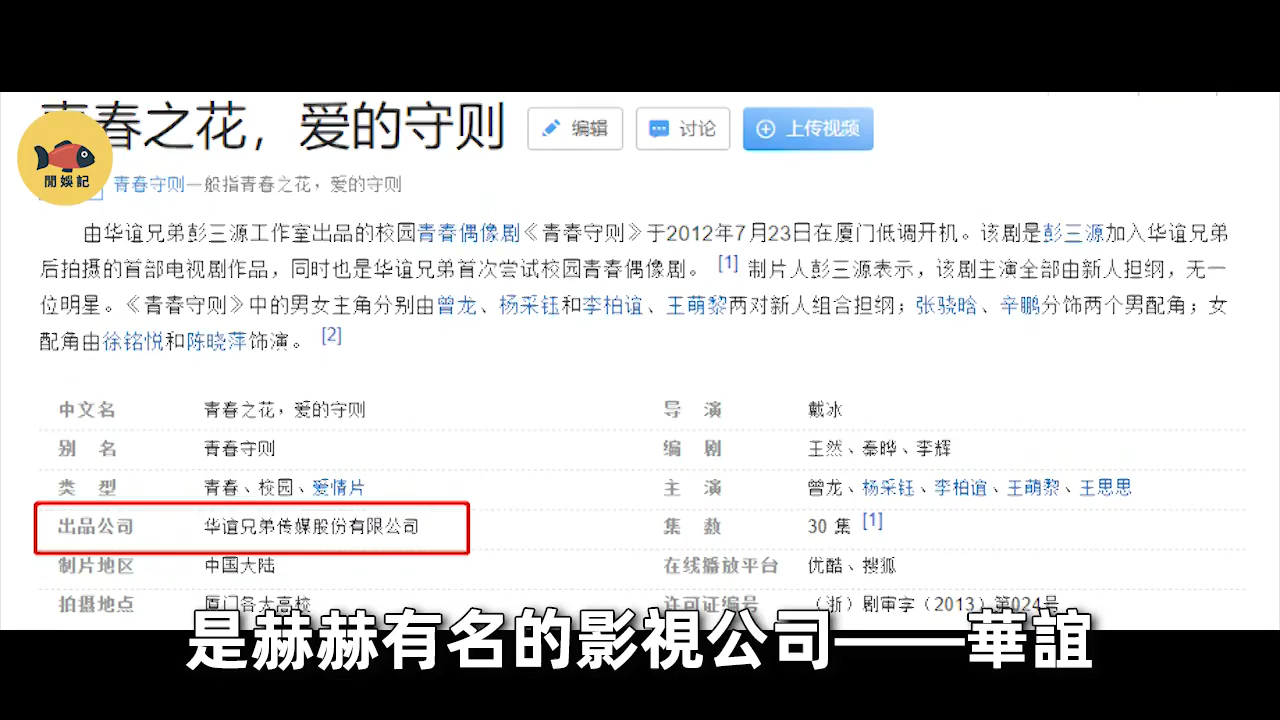 青春之花，爱的守则 编辑 讨论 上传视频
閒娛記
青春守则一般指青春之花，爱的守则
由华谊兄弟彭三源工作室出品的校园青春偶像剧《青春守则》于2012年7月23日在厦门低调开机。该剧是彭三源加入华谊兄弟
后拍摄的首部电视剧作品，同时也是华谊兄弟首次尝试校园青春偶像剧。 [1] 制片人彭三源表示，该剧主演全部由新人担纲，无一
位明星。《青春守则》中的男女主角分别由曾龙、杨采钰和李柏谊、王萌黎两对新人组合担纲；张骁晗、辛鹏分饰两个男配角；女
配角由徐铭悦和陈晓萍饰演。 [2]
中文名 青春之花，爱的守则 导 演 戴冰
别 名 青春守则 编 剧 王然、秦晔、李辉
类 型 青春、校园、爱情片 主 演 曾龙、杨采钰、李柏谊、王萌黎、王思思
出品公司 华谊兄弟传媒股份有限公司 集 数 30 集 [1]
制片地区 中国大陆 在线播放平台 优酷、搜狐
拍摄地点 厦门各大高校 许可证编号 （浙）剧审字（2013）第024号
是赫赫有名的影視公司——華誼